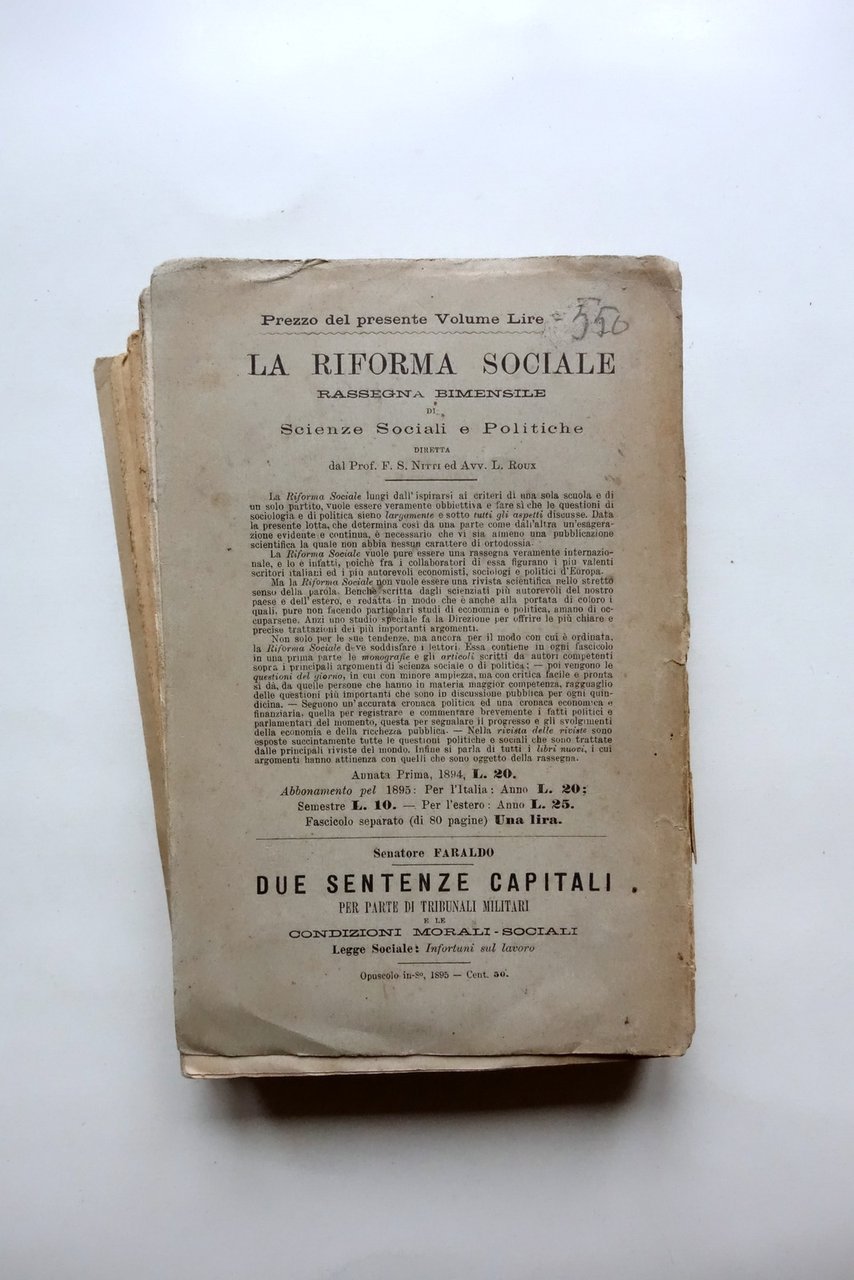 Prezzo del presente Volume Lire 550
LA RIFORMA SOCIALE
RASSEGNA BIMENSILE
DI
Scienze Sociali e Politiche
DIRETTA
dal Prof. F. S. NITTI ed Avv. L. ROUX
La Riforma Sociale lungi dall'ispirarsi ai criteri di una sola scuola e di
un solo partito, vuole essere veramente obbiettiva e fare sì che le questioni di
sociologia e di politica sieno largamente e sotto tutti gli aspetti discusse. Data
la presente lotta, che determina così da una parte come dall'altra un'esagera-
zione evidente e continua, è necessario che vi sia almeno una pubblicazione
scientifica la quale non abbia nessun carattere di ortodossia.
La Riforma Sociale vuole pure essere una rassegna veramente internazio-
nale, e lo è infatti, poichè fra i collaboratori di essa figurano i più valenti
scrittori italiani ed i più autorevoli economisti, sociologi e politici d'Europa.
Ma la Riforma Sociale non vuole essere una rivista scientifica nello stretto
senso della parola. Benchè scritta dagli scienziati più autorevoli del nostro
paese e dell'estero, è redatta in modo che è anche alla portata di coloro i
quali, pure non facendo particolari studi di economia e politica, amano di oc-
cuparsene. Anzi uno studio speciale fa la Direzione per offrire le più chiare e
precise trattazioni dei più importanti argomenti.
Non solo per le sue tendenze, ma ancora per il modo con cui è ordinata,
la Riforma Sociale deve soddisfare i lettori. Essa contiene in ogni fascicolo
in una prima parte le monografie e gli articoli scritti da autori competenti
sopra i principali argomenti di scienza sociale o di politica; — poi vengono le
questioni del giorno, in cui con minore ampiezza, ma con critica facile e pronta
si dà, da quelle persone che hanno in materia maggior competenza, ragguaglio
delle questioni più importanti che sono in discussione pubblica per ogni quin-
dicina. — Seguono un'accurata cronaca politica ed una cronaca economica e
finanziaria, quella per registrare e commentare brevemente i fatti politici e
parlamentari del momento, questa per segnalare il progresso e gli svolgimenti
della economia e della ricchezza pubblica. — Nella rivista delle riviste sono
esposte succintamente tutte le questioni politiche e sociali che sono trattate
dalle principali riviste del mondo. Infine si parla di tutti i libri nuovi, i cui
argomenti hanno attinenza con quelli che sono oggetto della rassegna.
Annata Prima, 1894, L. 20.
Abbonamento pel 1895: Per l'Italia: Anno L. 20;
Semestre L. 10. — Per l'estero: Anno L. 25.
Fascicolo separato (di 80 pagine) Una lira.
Senatore FARALDO
DUE SENTENZE CAPITALI
PER PARTE DI TRIBUNALI MILITARI
E LE
CONDIZIONI MORALI-SOCIALI
Legge Sociale: Infortuni sul lavoro
Opuscolo in-8º, 1895 — Cent. 50.